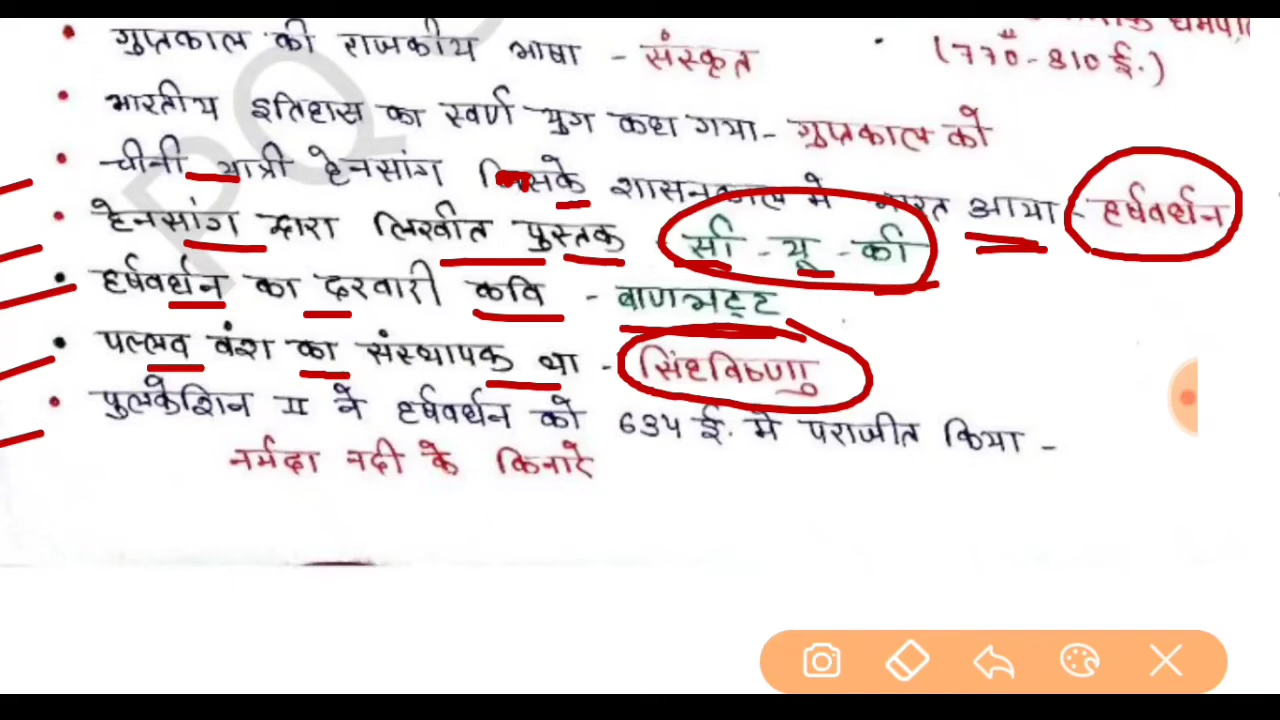 • गुप्तकाल की राजकीय भाषा - संस्कृत
(770 - 810 ई.)
• भारतीय इतिहास का स्वर्ण युग कहा गया - गुप्तकाल को
• चीनी यात्री हेनसांग जिसके शासनकाल में भारत आया - हर्षवर्धन
• हेनसांग द्वारा लिखीत पुस्तक सी - यू - की
• हर्षवर्धन का दरवारी कवि - बाणभट्ट
• पल्लव वंश का संस्थापक था - सिंहविष्णु
• पुलकेशिन II ने हर्षवर्धन को 634 ई. में पराजीत किया -
नर्मदा नदी के किनारे